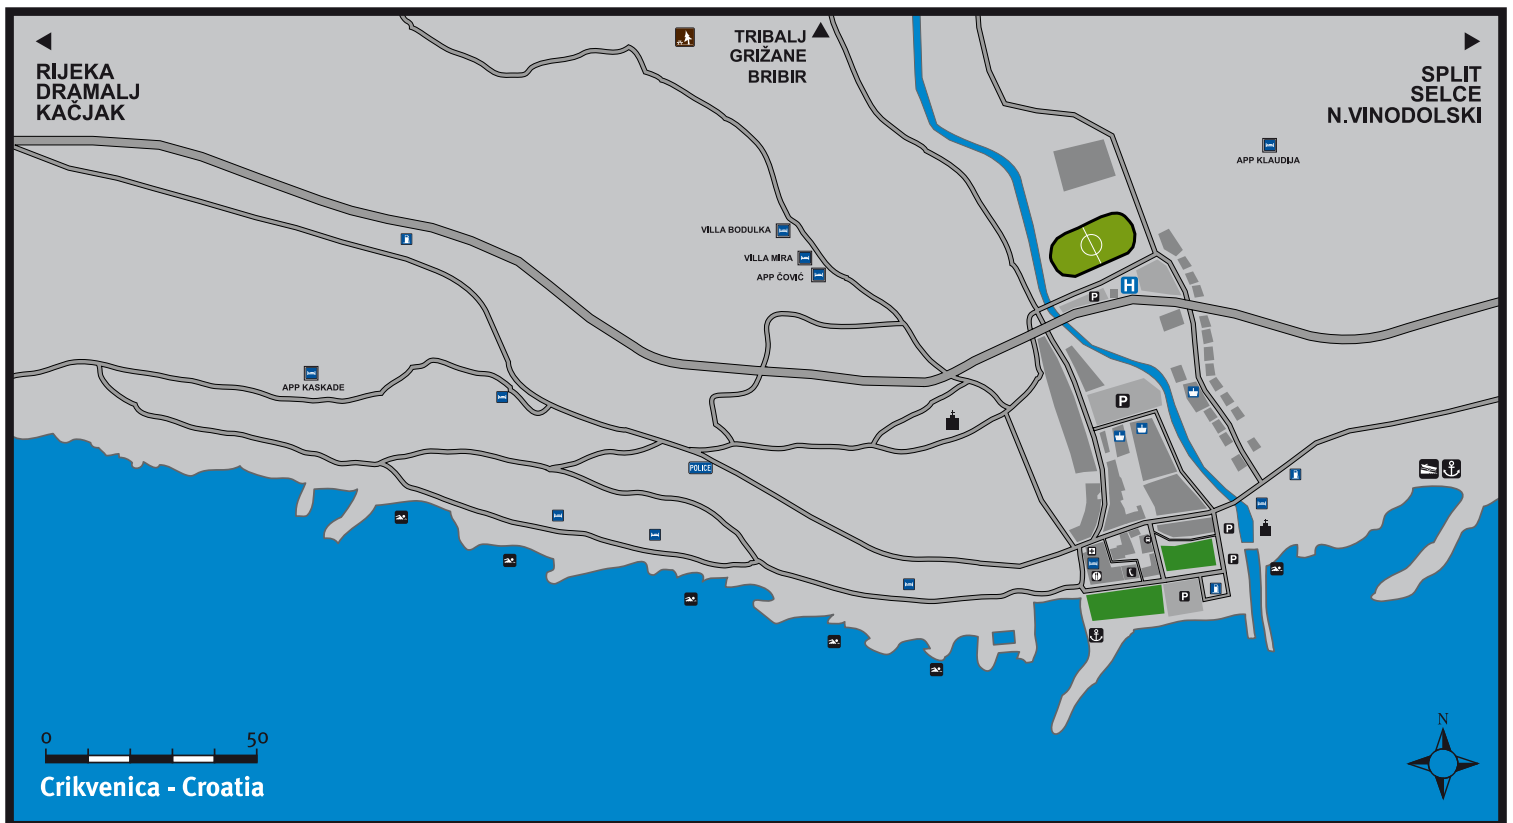 RIJEKA
DRAMALJ
KAČJAK
TRIBALJ
GRIŽANE
BRIBIR
SPLIT
SELCE
N.VINODOLSKI
APP KLAUDIJA
VILLA BODULKA
VILLA MIRA
APP ČOVIĆ
H
P
APP KASKADE
P
POLICE
P
P
P
N
0 50
Crikvenica - Croatia